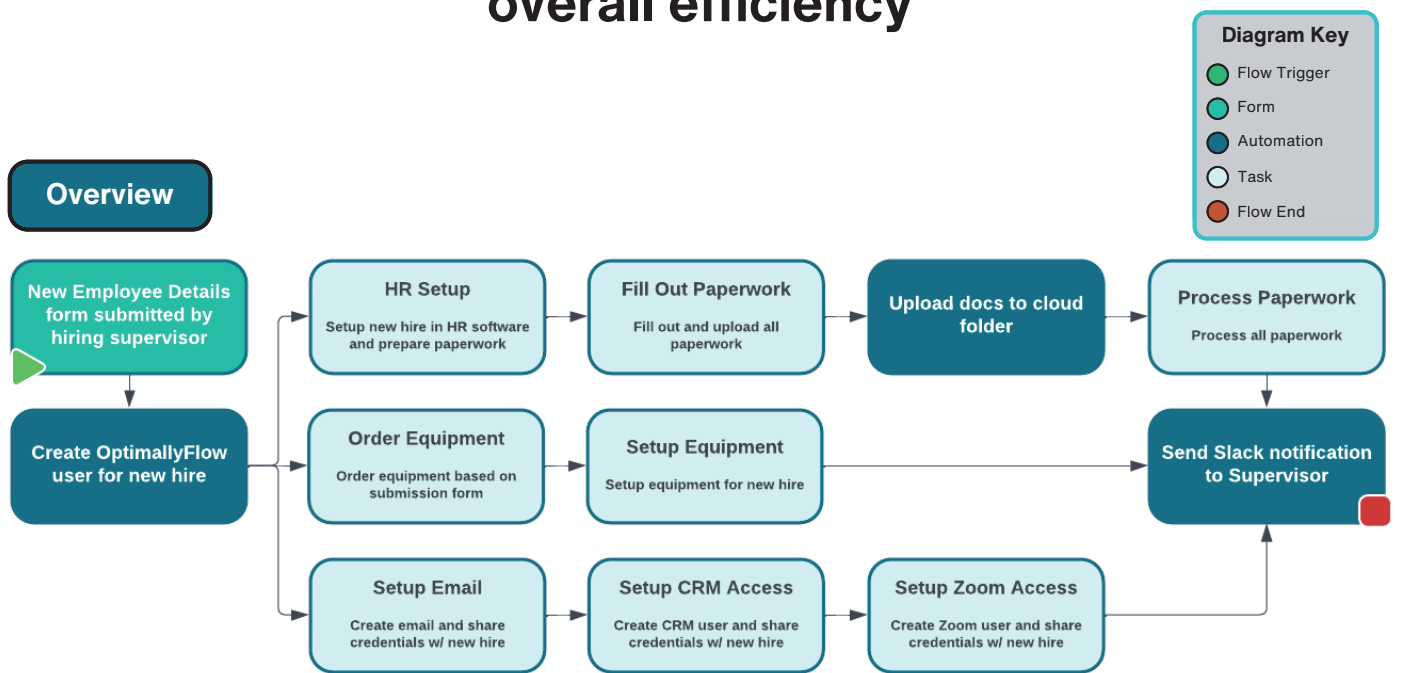 overall efficiency
Diagram Key
Flow Trigger
Form
Automation
Task
Flow End
Overview
New Employee Details
form submitted by
hiring supervisor
HR Setup
Setup new hire in HR software
and prepare paperwork
Fill Out Paperwork
Fill out and upload all
paperwork
Upload docs to cloud
folder
Process Paperwork
Process all paperwork
Create OptimallyFlow
user for new hire
Order Equipment
Order equipment based on
submission form
Setup Equipment
Setup equipment for new hire
Send Slack notification
to Supervisor
Setup Email
Create email and share
credentials w/ new hire
Setup CRM Access
Create CRM user and share
credentials w/ new hire
Setup Zoom Access
Create Zoom user and share
credentials w/ new hire